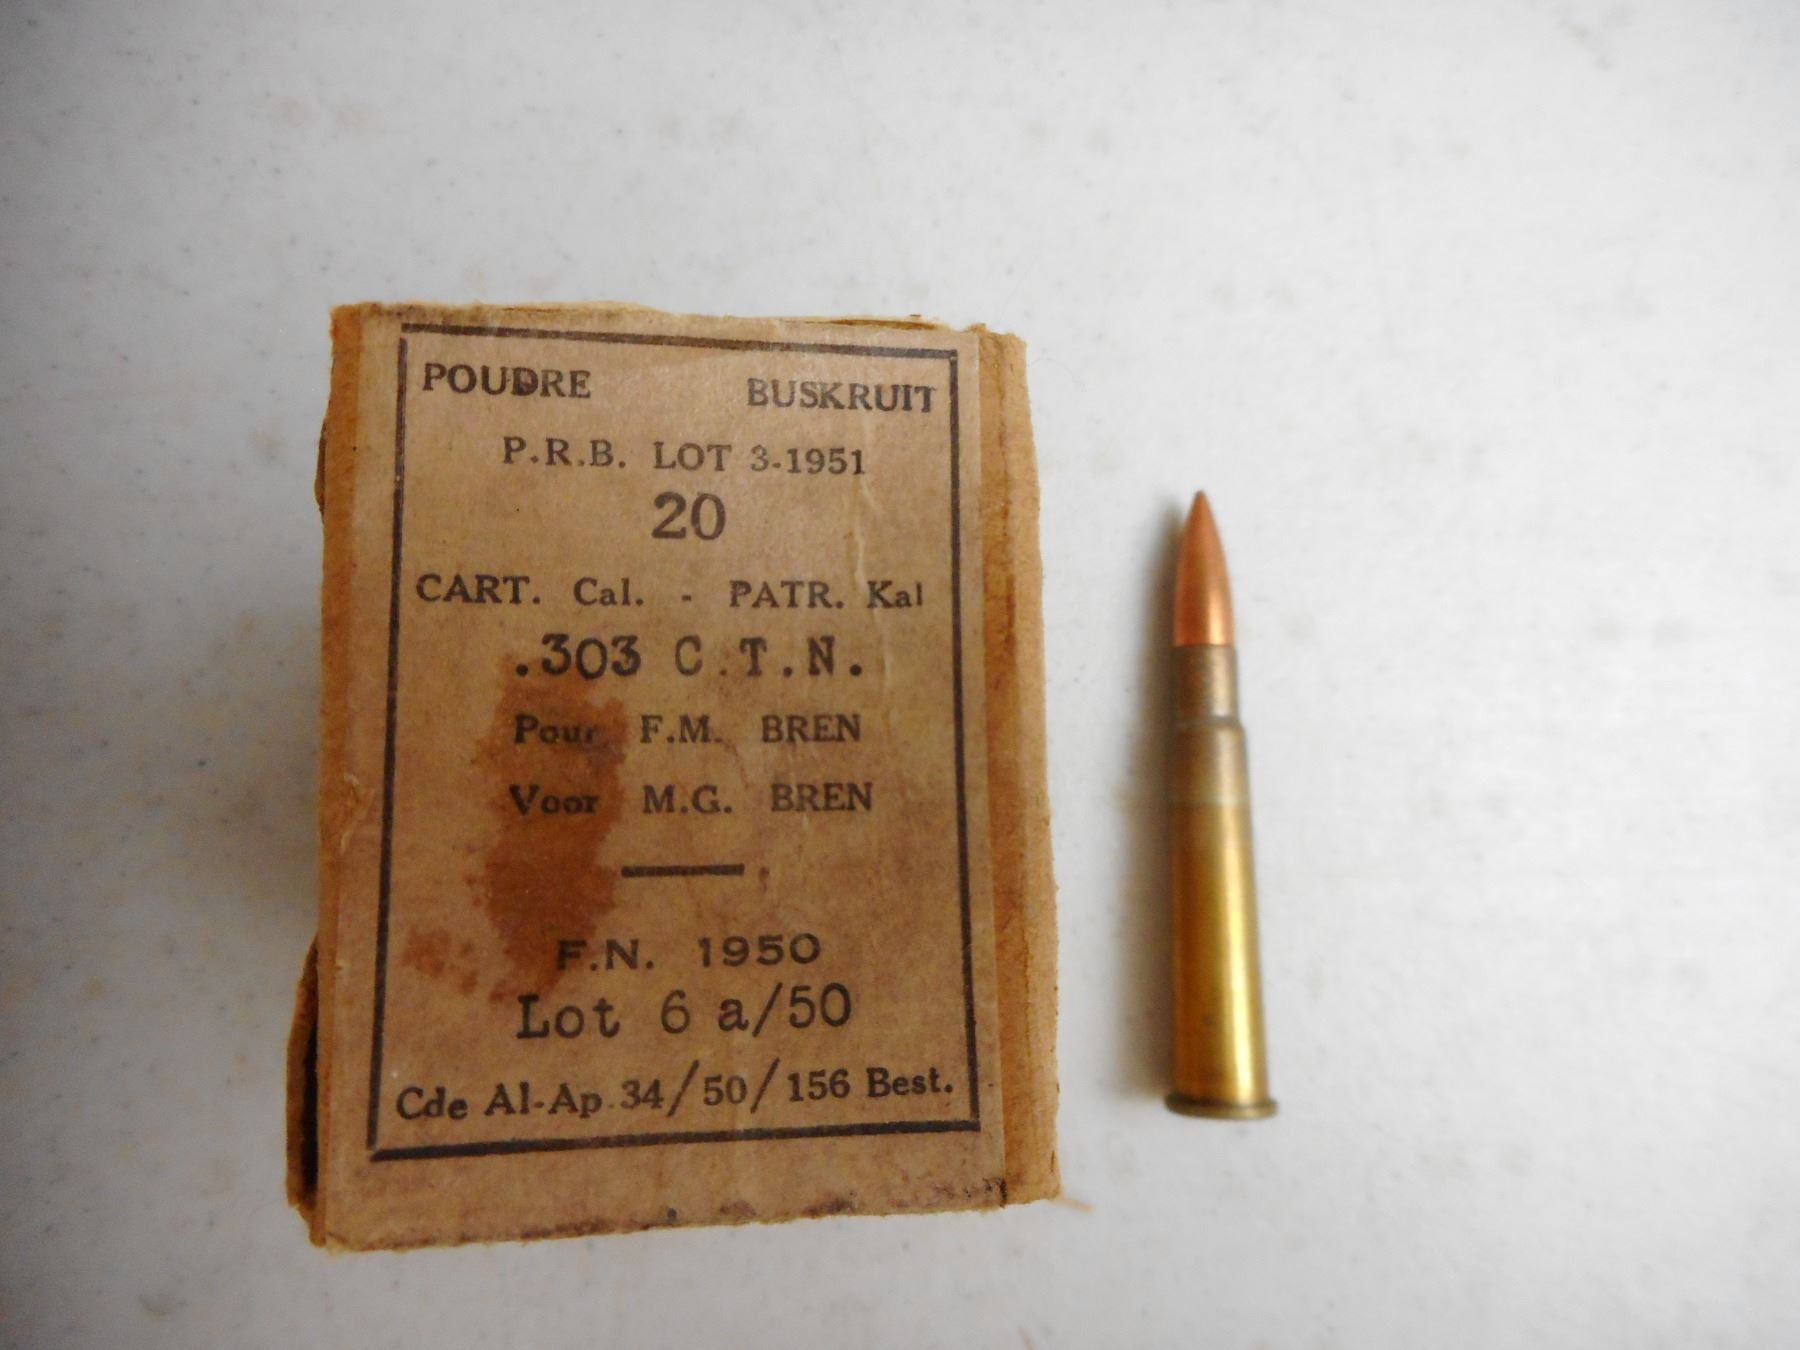 POUDRE BUSKRUIT
P.R.B. LOT 3-1951
20
CART. Cal. - PATR. Kal
.303 C.T.N.
Pour F.M. BREN
Voor M.G. BREN
F.N. 1950
Lot 6 a/50
Cde Al-Ap 34/50/156 Best.